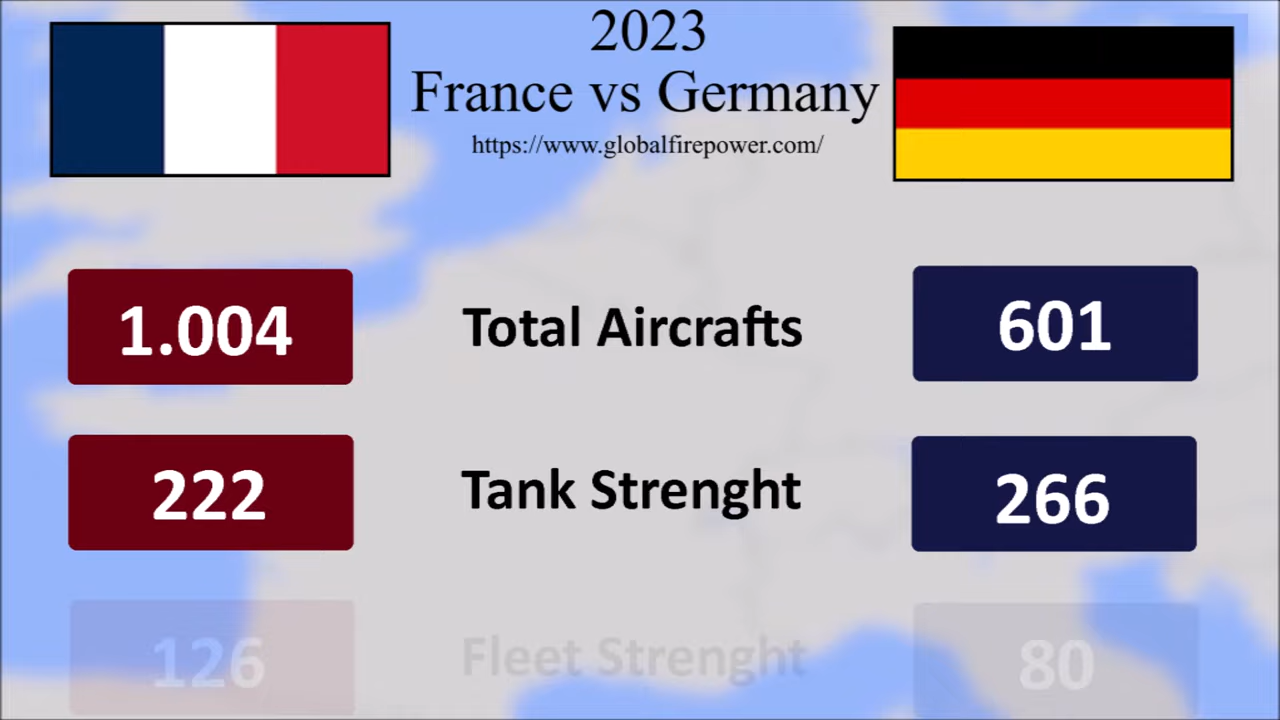 2023
France vs Germany
https://www.globalfirepower.com/
1.004 Total Aircrafts 601
222 Tank Strenght 266
126 Fleet Strenght 80